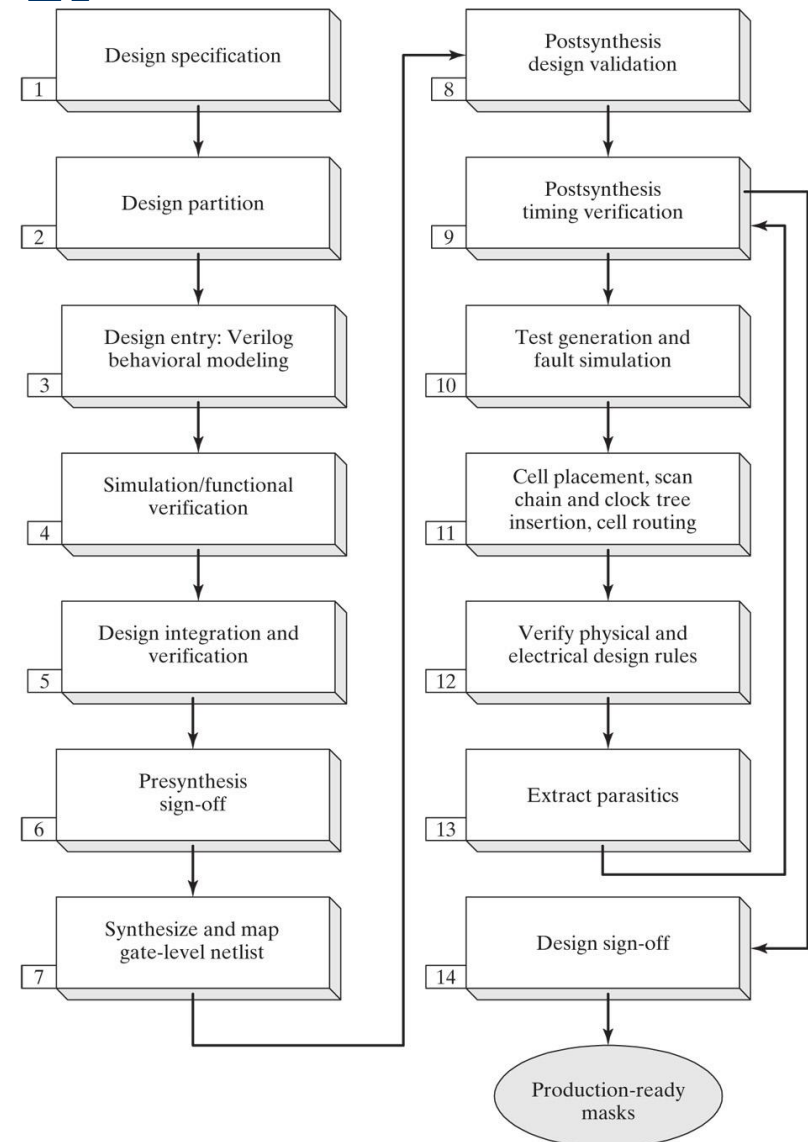 Design specification
1
Design partition
2
Design entry: Verilog
behavioral modeling
3
Simulation/functional
verification
4
Design integration and
verification
5
Presynthesis
sign-off
6
Synthesize and map
gate-level netlist
7
Postsynthesis
design validation
8
Postsynthesis
timing verification
9
Test generation and
fault simulation
10
Cell placement, scan
chain and clock tree
insertion, cell routing
11
Verify physical and
electrical design rules
12
Extract parasitics
13
Design sign-off
14
Production-ready
masks